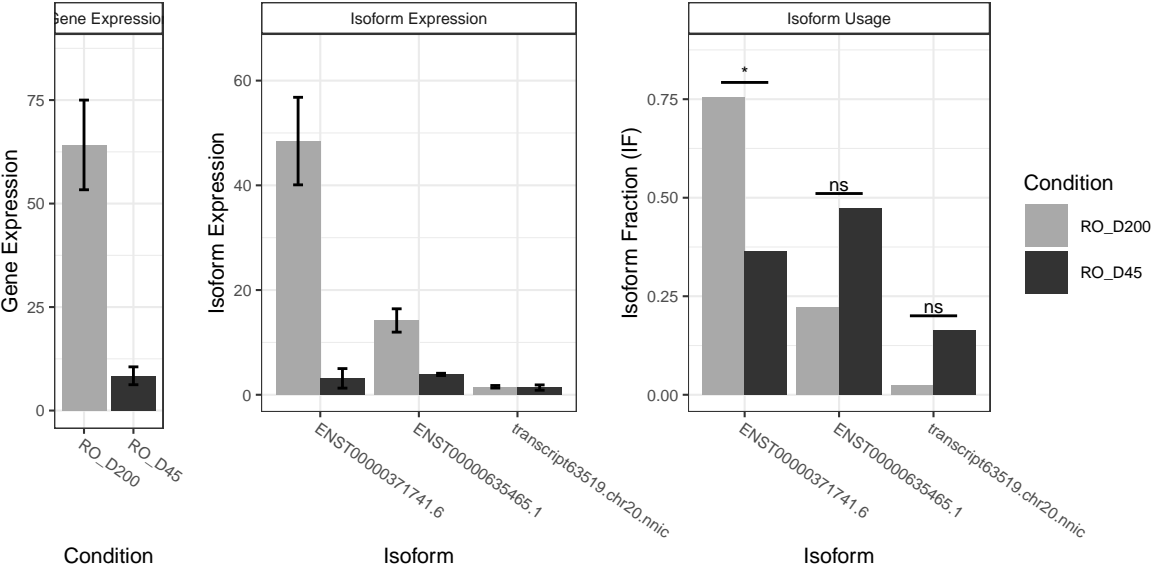 Gene Expression
Isoform Expression
Isoform Usage
Gene Expression
75
50
25
0
RO_D200
RO_D45
Condition
Isoform Expression
60
40
20
0
ENST00000371741.6
ENST00000635465.1
transcript63519.chr20.nnic
Isoform
Isoform Fraction (IF)
0.75
0.50
0.25
0.00
*
ns
ns
ENST00000371741.6
ENST00000635465.1
transcript63519.chr20.nnic
Isoform
Condition
RO_D200
RO_D45